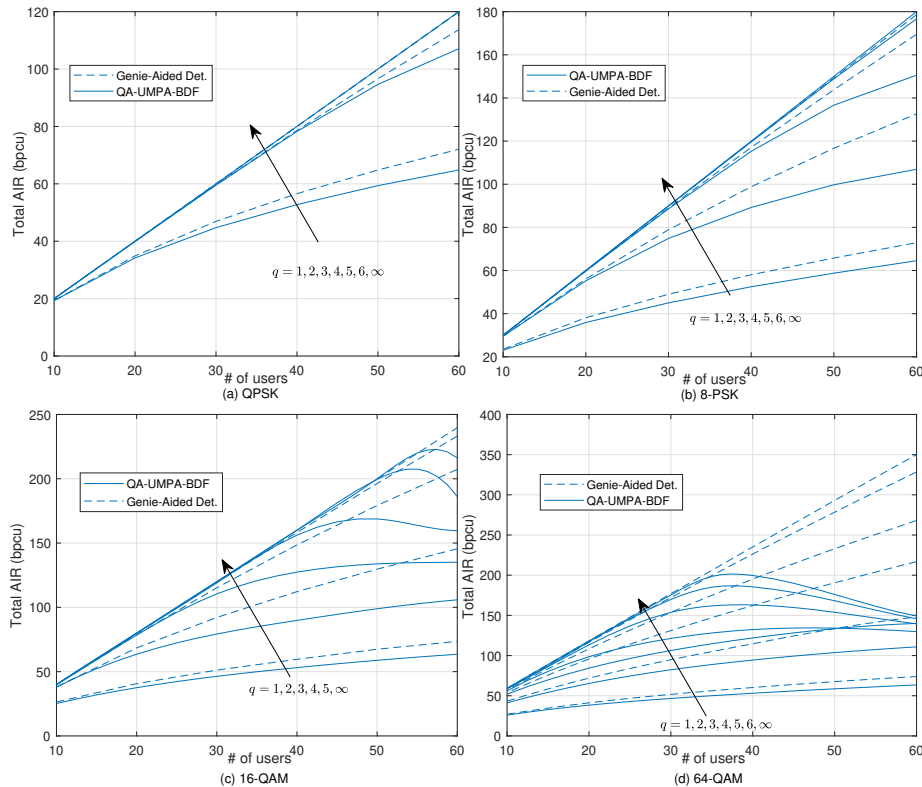 120
100
80
60
40
20
0
Total AIR (bpcu)
Genie-Aided Det.
QA-UMPA-BDF
q = 1, 2, 3, 4, 5, 6, ∞
10 20 30 40 50 60
# of users
(a) QPSK
180
160
140
120
100
80
60
40
20
Total AIR (bpcu)
QA-UMPA-BDF
Genie-Aided Det.
q = 1, 2, 3, 4, 5, 6, ∞
10 20 30 40 50 60
# of users
(b) 8-PSK
250
200
150
100
50
0
Total AIR (bpcu)
QA-UMPA-BDF
Genie-Aided Det.
q = 1, 2, 3, 4, 5, ∞
10 20 30 40 50 60
# of users
(c) 16-QAM
400
350
300
250
200
150
100
50
0
Total AIR (bpcu)
Genie-Aided Det.
QA-UMPA-BDF
q = 1, 2, 3, 4, 5, 6, ∞
10 20 30 40 50 60
# of users
(d) 64-QAM